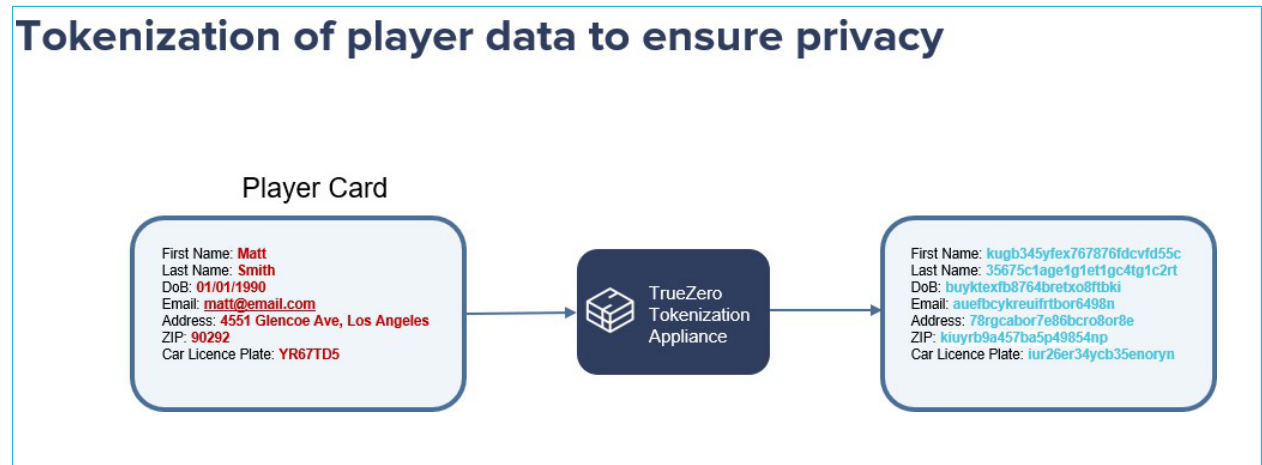 Tokenization of player data to ensure privacy
Player Card
First Name: Matt
Last Name: Smith
DoB: 01/01/1990
Email: matt@email.com
Address: 4551 Glencoe Ave, Los Angeles
ZIP: 90292
Car Licence Plate: YR67TD5
TrueZero
Tokenization
Appliance
First Name: kugb345yfex767876fdcvfd55c
Last Name: 35675c1age1g1et1gc4tg1c2rt
DoB: buyktexfb8764bretxo8ftbki
Email: auefbcykreuifrtbor6498n
Address: 78rgcabor7e86bcro8or8e
ZIP: kiuyrb9a457ba5p49854np
Car Licence Plate: iur26er34ycb35enoryn